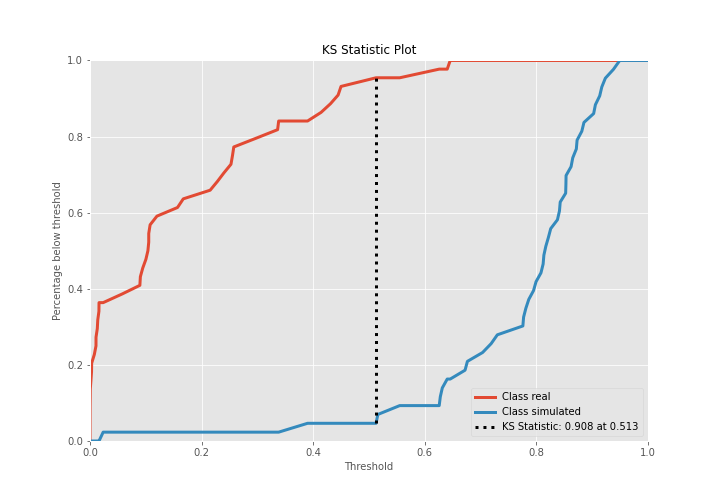 KS Statistic Plot
Percentage below threshold
1.0
0.8
0.6
0.4
0.2
0.0
0.0 0.2 0.4 0.6 0.8 1.0
Threshold
Class real
Class simulated
KS Statistic: 0.908 at 0.513